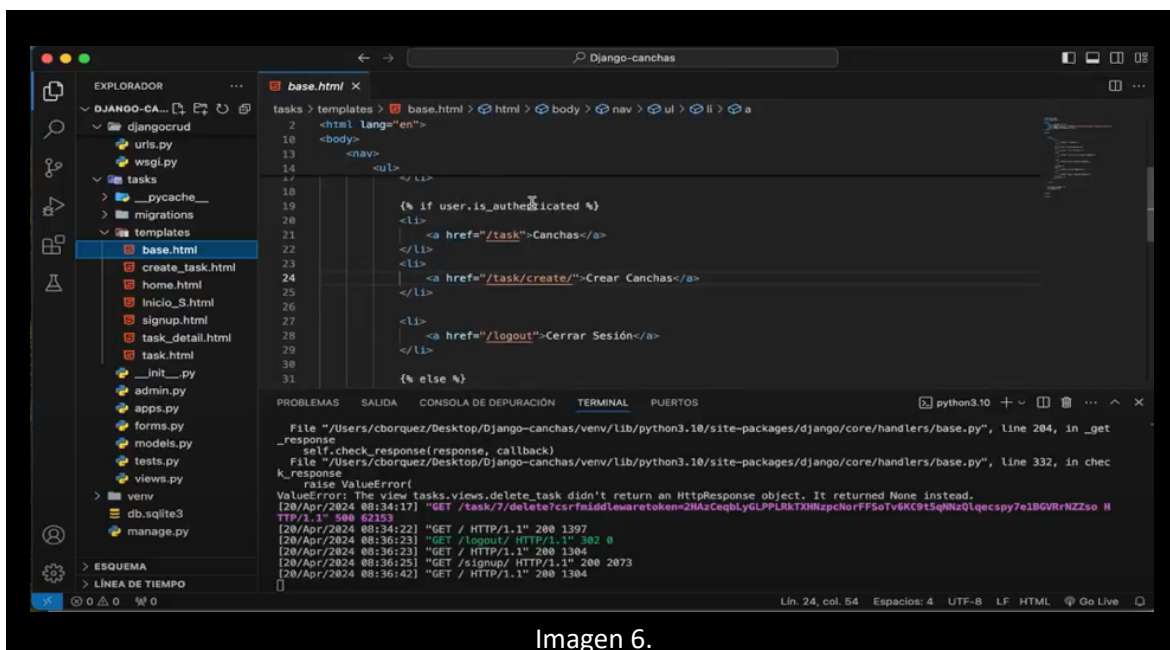 Django-canchas
EXPLORADOR
base.html
DJANGO-CA...
tasks > templates > base.html > html > body > nav > ul > li > a
djangocrud
urls.py
wsgi.py
tasks
__pycache__
migrations
templates
base.html
create_task.html
home.html
Inicio_S.html
signup.html
task_detail.html
task.html
__init__.py
admin.py
apps.py
forms.py
models.py
tests.py
views.py
venv
db.sqlite3
manage.py
ESQUEMA
LÍNEA DE TIEMPO
2 <html lang="en">
10 <body>
13 <nav>
14 <ul>
17 </li>
18
19 {% if user.is_authenticated %}
20 <li>
21 <a href="/task">Canchas</a>
22 </li>
23 <li>
24 <a href="/task/create/">Crear Canchas</a>
25 </li>
26
27 <li>
28 <a href="/logout">Cerrar Sesión</a>
29 </li>
30
31 {% else %}
PROBLEMAS SALIDA CONSOLA DE DEPURACIÓN TERMINAL PUERTOS python3.10
File "/Users/cborquez/Desktop/Django-canchas/venv/lib/python3.10/site-packages/django/core/handlers/base.py", line 204, in _get
_response
self.check_response(response, callback)
File "/Users/cborquez/Desktop/Django-canchas/venv/lib/python3.10/site-packages/django/core/handlers/base.py", line 332, in chec
k_response
raise ValueError(
ValueError: The view tasks.views.delete_task didn't return an HttpResponse object. It returned None instead.
[20/Apr/2024 08:34:17] "GET /task/7/delete?csrfmiddlewaretoken=2HAzCeqbLyGLPPLRkTXHNzpcNorFFSoTv6KC9t5qNNzQlqecspy7e1BGVRrNZZso H
TTP/1.1" 500 62153
[20/Apr/2024 08:34:22] "GET / HTTP/1.1" 200 1397
[20/Apr/2024 08:36:23] "GET /logout/ HTTP/1.1" 302 0
[20/Apr/2024 08:36:23] "GET / HTTP/1.1" 200 1304
[20/Apr/2024 08:36:25] "GET /signup/ HTTP/1.1" 200 2073
[20/Apr/2024 08:36:42] "GET / HTTP/1.1" 200 1304
0 0 0 Lín. 24, col. 54 Espacios: 4 UTF-8 LF HTML Go Live
Imagen 6.